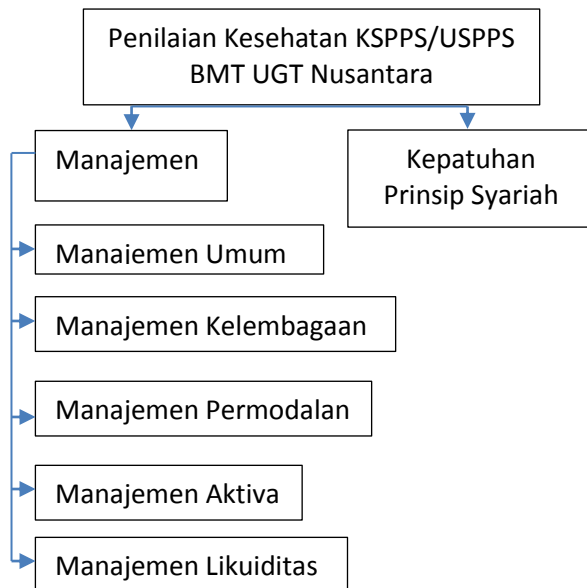 Penilaian Kesehatan KSPPS/USPPS
BMT UGT Nusantara
Manajemen
Kepatuhan
Prinsip Syariah
Manajemen Umum
Manajemen Kelembagaan
Manajemen Permodalan
Manajemen Aktiva
Manajemen Likuiditas